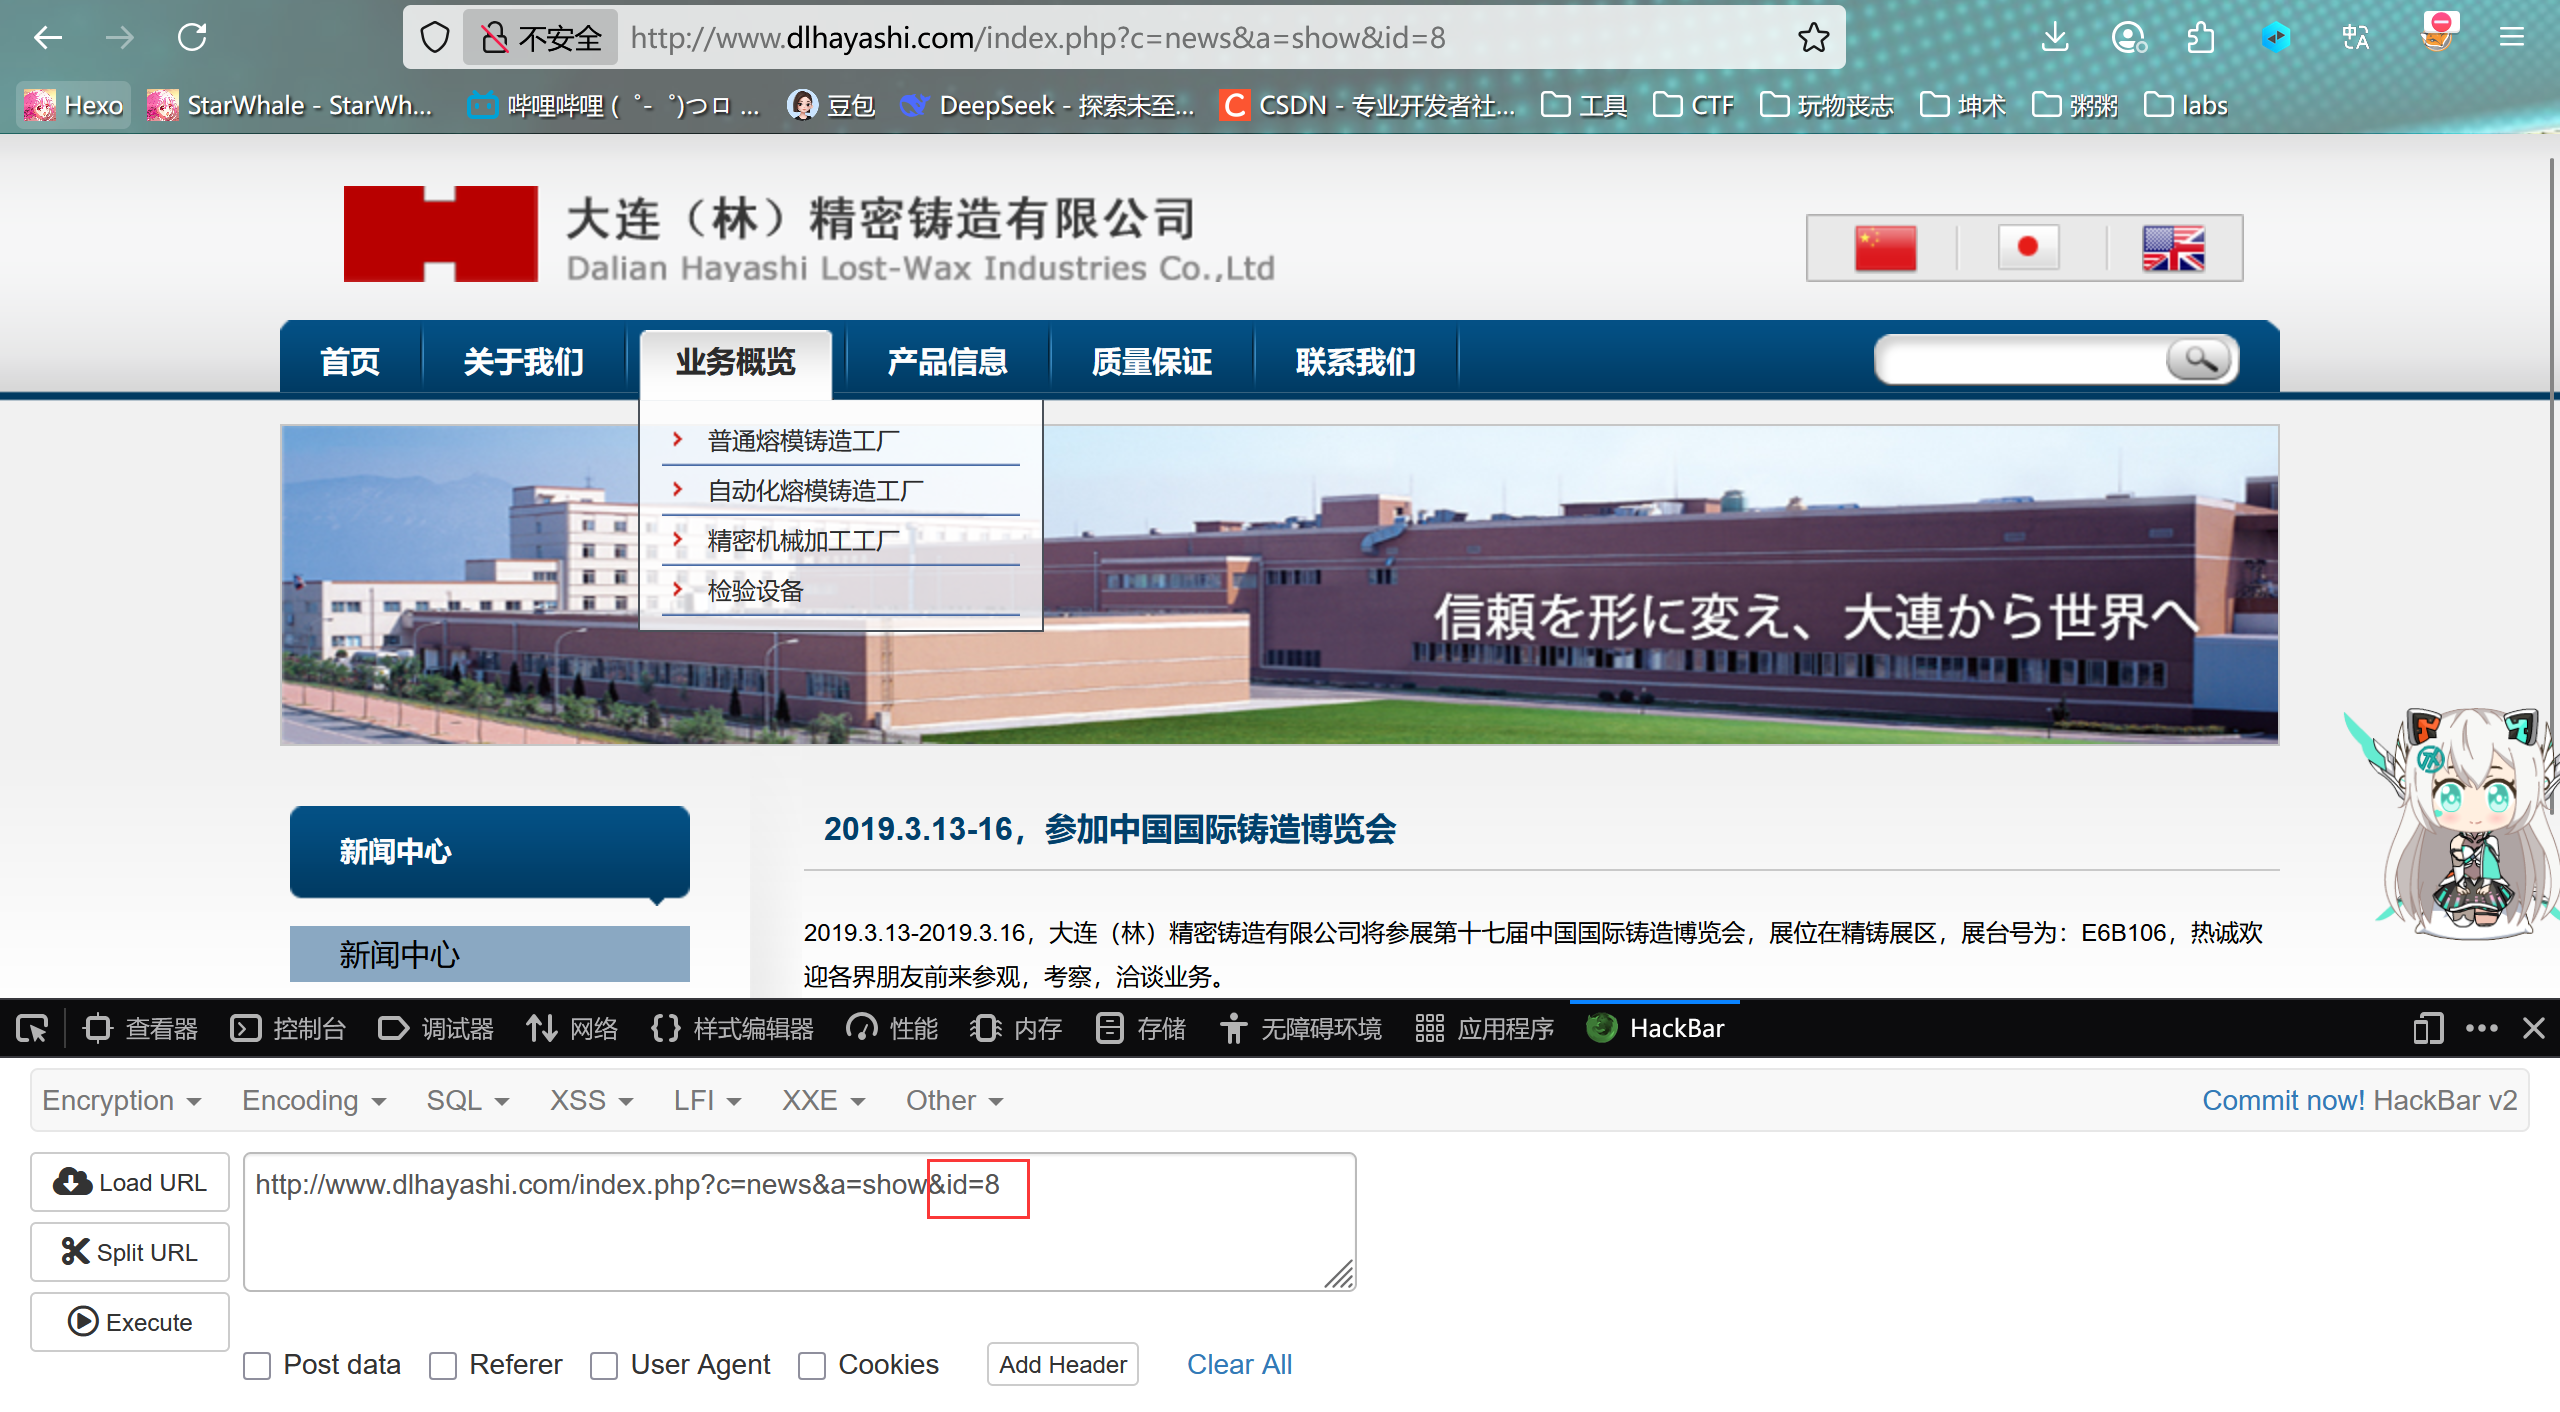 不安全 http://www.dlhayashi.com/index.php?c=news&a=show&id=8
Hexo StarWhale - StarWh... 哔哩哔哩 (゜-゜)つロ ... 豆包 DeepSeek - 探索未至... CSDN - 专业开发者社... 工具 CTF 玩物丧志 坤术 粥粥 labs
大连（林）精密铸造有限公司
Dalian Hayashi Lost-Wax Industries Co.,Ltd
首页 关于我们 业务概览 产品信息 质量保证 联系我们
普通熔模铸造工厂
自动化熔模铸造工厂
精密机械加工工厂
检验设备
信頼を形に変え、大連から世界へ
新闻中心
新闻中心
2019.3.13-16，参加中国国际铸造博览会
2019.3.13-2019.3.16，大连（林）精密铸造有限公司将参展第十七届中国国际铸造博览会，展位在精铸展区，展台号为：E6B106，热诚欢
迎各界朋友前来参观，考察，洽谈业务。
查看器 控制台 调试器 网络 样式编辑器 性能 内存 存储 无障碍环境 应用程序 HackBar
Encryption Encoding SQL XSS LFI XXE Other Commit now! HackBar v2
Load URL http://www.dlhayashi.com/index.php?c=news&a=show&id=8
Split URL
Execute
Post data Referer User Agent Cookies Add Header Clear All